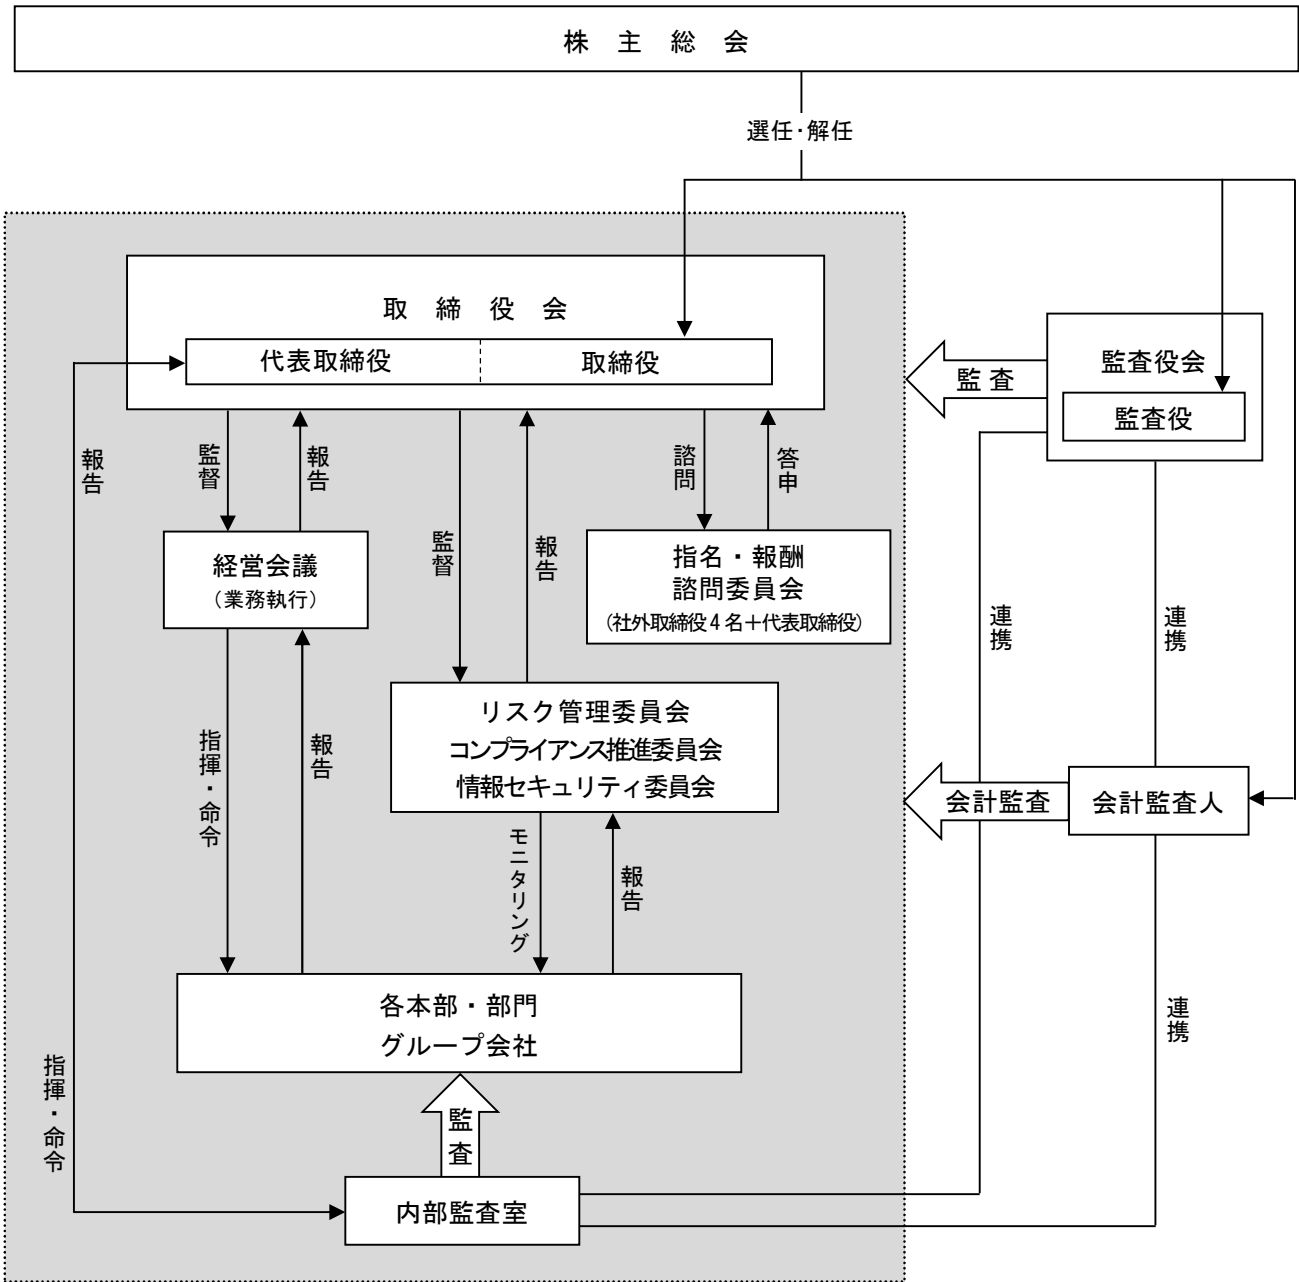 株主総会
選任・解任
取締役会
代表取締役
取締役
監査役会
監査役
監査
報告
監督
報告
諮問
答申
経営会議
（業務執行）
監督
報告
指名・報酬
諮問委員会
（社外取締役4名＋代表取締役）
連携
連携
リスク管理委員会
コンプライアンス推進委員会
情報セキュリティ委員会
指揮・命令
報告
会計監査
会計監査人
モニタリング
報告
各本部・部門
グループ会社
連携
指揮・命令
監査
内部監査室